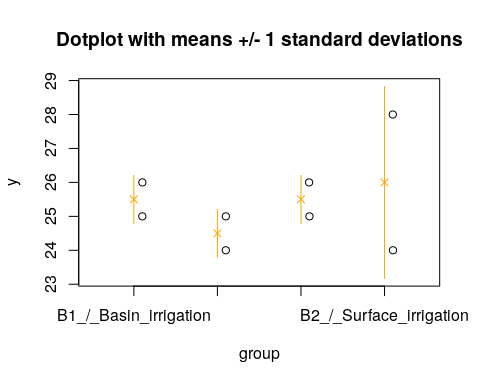 Dotplot with means +/- 1 standard deviations
y
29
28
27
26
25
24
23
B1_/_Basin_irrigation
B2_/_Surface_irrigation
group